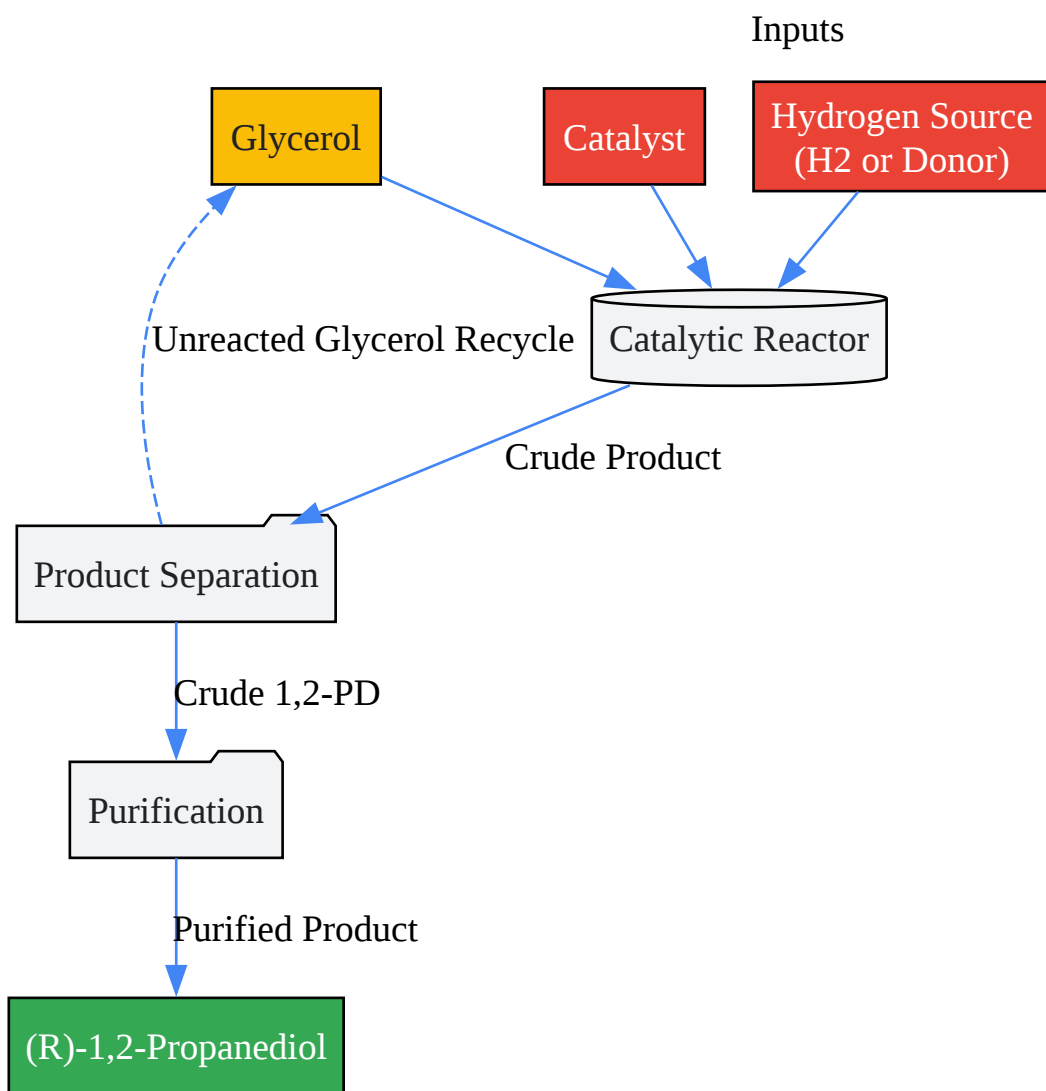 Inputs
Glycerol
Catalyst
Hydrogen Source
(H2 or Donor)
Unreacted Glycerol Recycle
Catalytic Reactor
Crude Product
Product Separation
Crude 1,2-PD
Purification
Purified Product
(R)-1,2-Propanediol